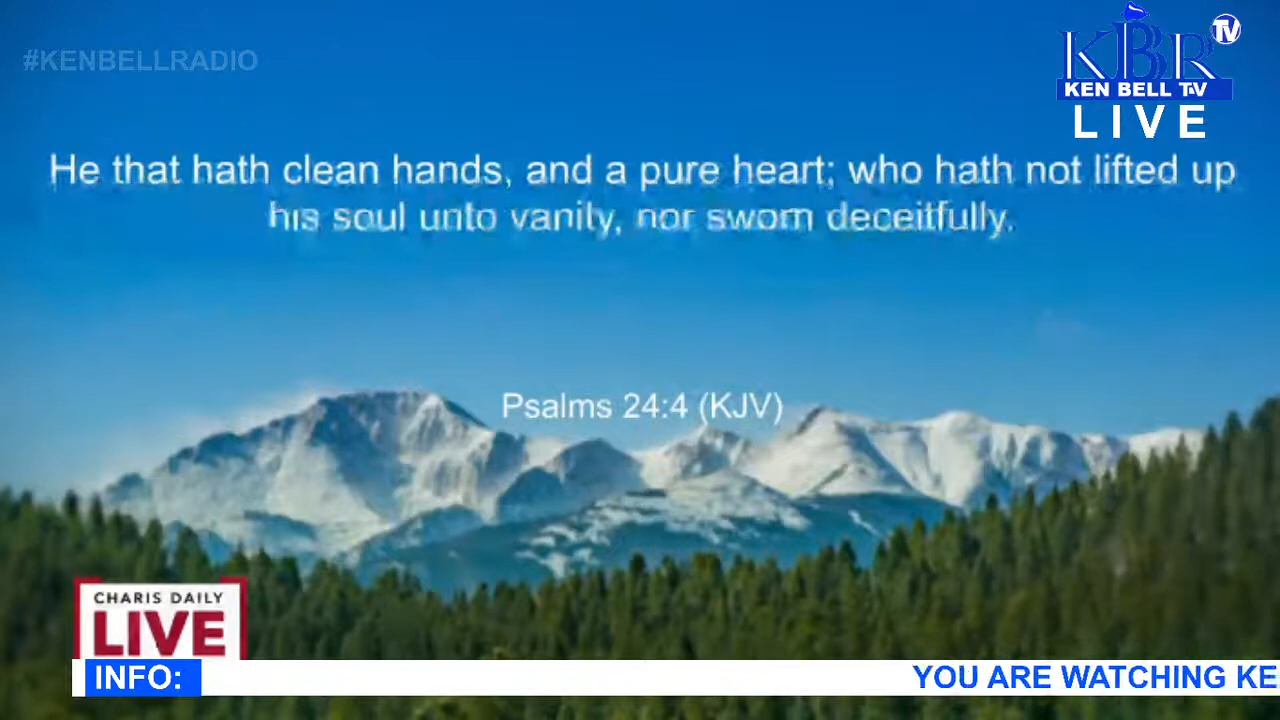 #KENBELLRADIO
KBR TV
KEN BELL TV
LIVE
He that hath clean hands, and a pure heart; who hath not lifted up
his soul unto vanity, nor sworn deceitfully.
Psalms 24:4 (KJV)
CHARIS DAILY
LIVE
INFO:
YOU ARE WATCHING KE